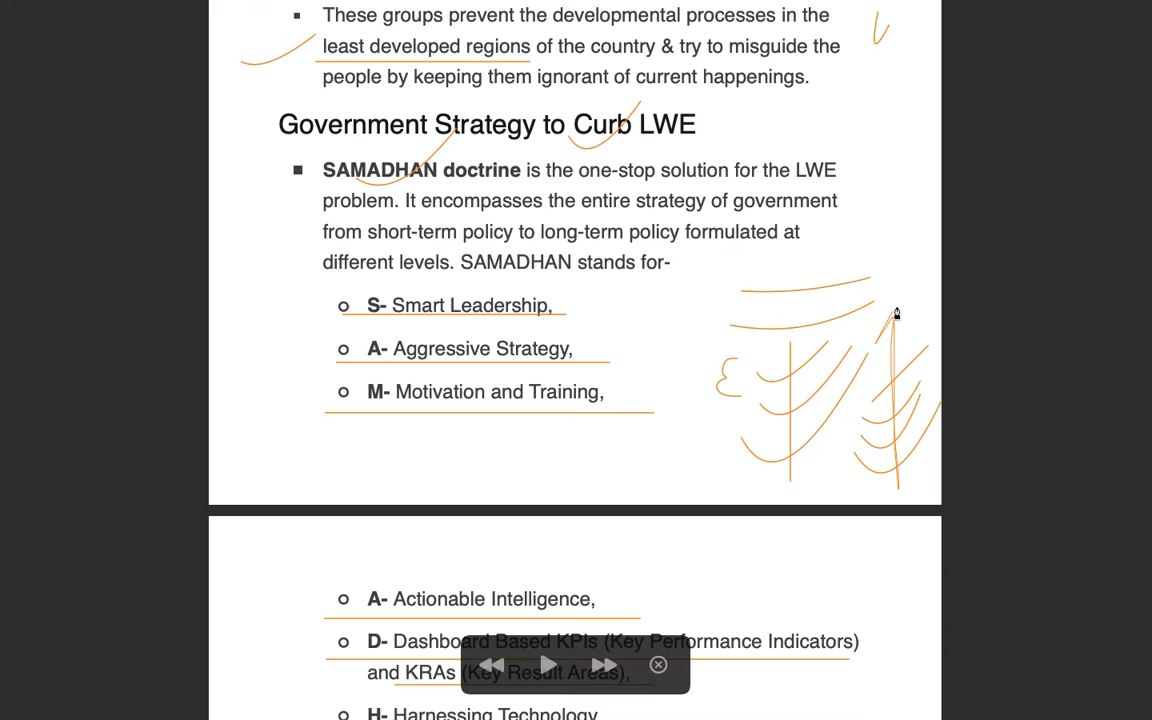 ▪ These groups prevent the developmental processes in the
least developed regions of the country & try to misguide the
people by keeping them ignorant of current happenings.
Government Strategy to Curb LWE
■ SAMADHAN doctrine is the one-stop solution for the LWE
problem. It encompasses the entire strategy of government
from short-term policy to long-term policy formulated at
different levels. SAMADHAN stands for-
o S- Smart Leadership,
o A- Aggressive Strategy,
o M- Motivation and Training,
o A- Actionable Intelligence,
o D- Dashboard Based KPIs (Key Performance Indicators)
and KRAs (Key Result Areas),
o H- Harnessing Technology